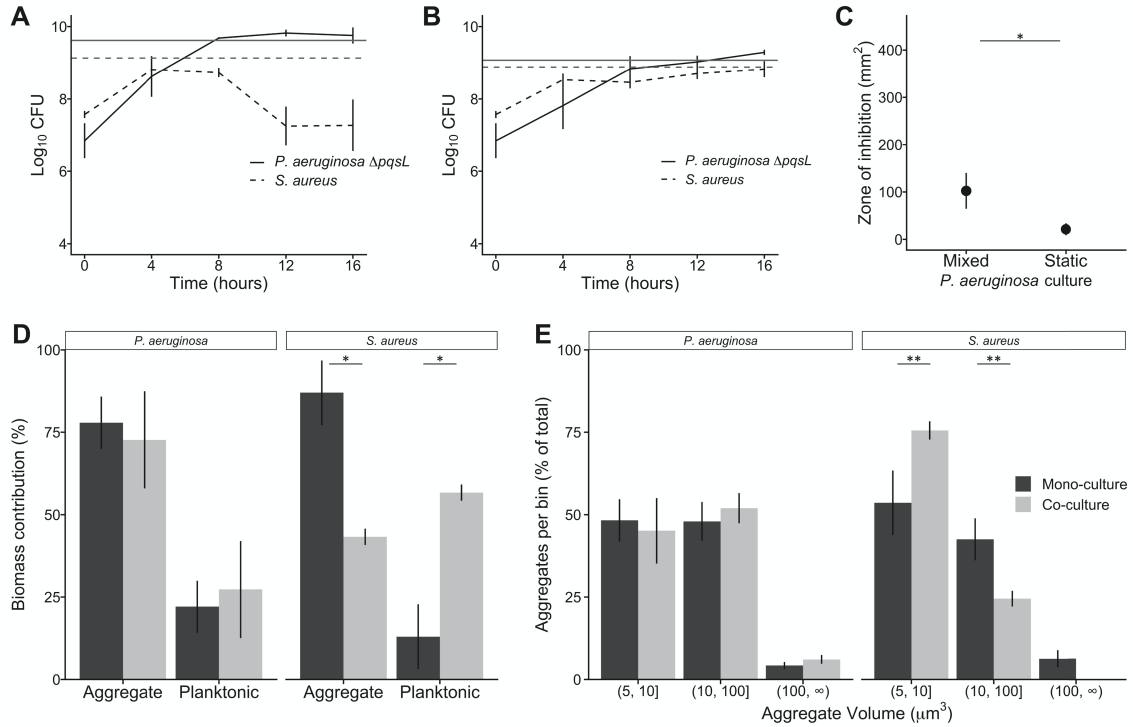 A
Log10 CFU
10
8
6
4
P. aeruginosa ΔpqsL
S. aureus
0 4 8 12 16
Time (hours)
B
Log10 CFU
10
8
6
4
P. aeruginosa ΔpqsL
S. aureus
0 4 8 12 16
Time (hours)
C
Zone of inhibition (mm²)
400
300
200
100
0
*
Mixed Static
P. aeruginosa culture
D
P. aeruginosa S. aureus
Biomass contribution (%)
100
75
50
25
0
* *
Aggregate Planktonic Aggregate Planktonic
E
P. aeruginosa S. aureus
Aggregates per bin (% of total)
100
75
50
25
0
** **
Mono-culture
Co-culture
(5, 10] (10, 100] (100, ∞) (5, 10] (10, 100] (100, ∞)
Aggregate Volume (μm³)